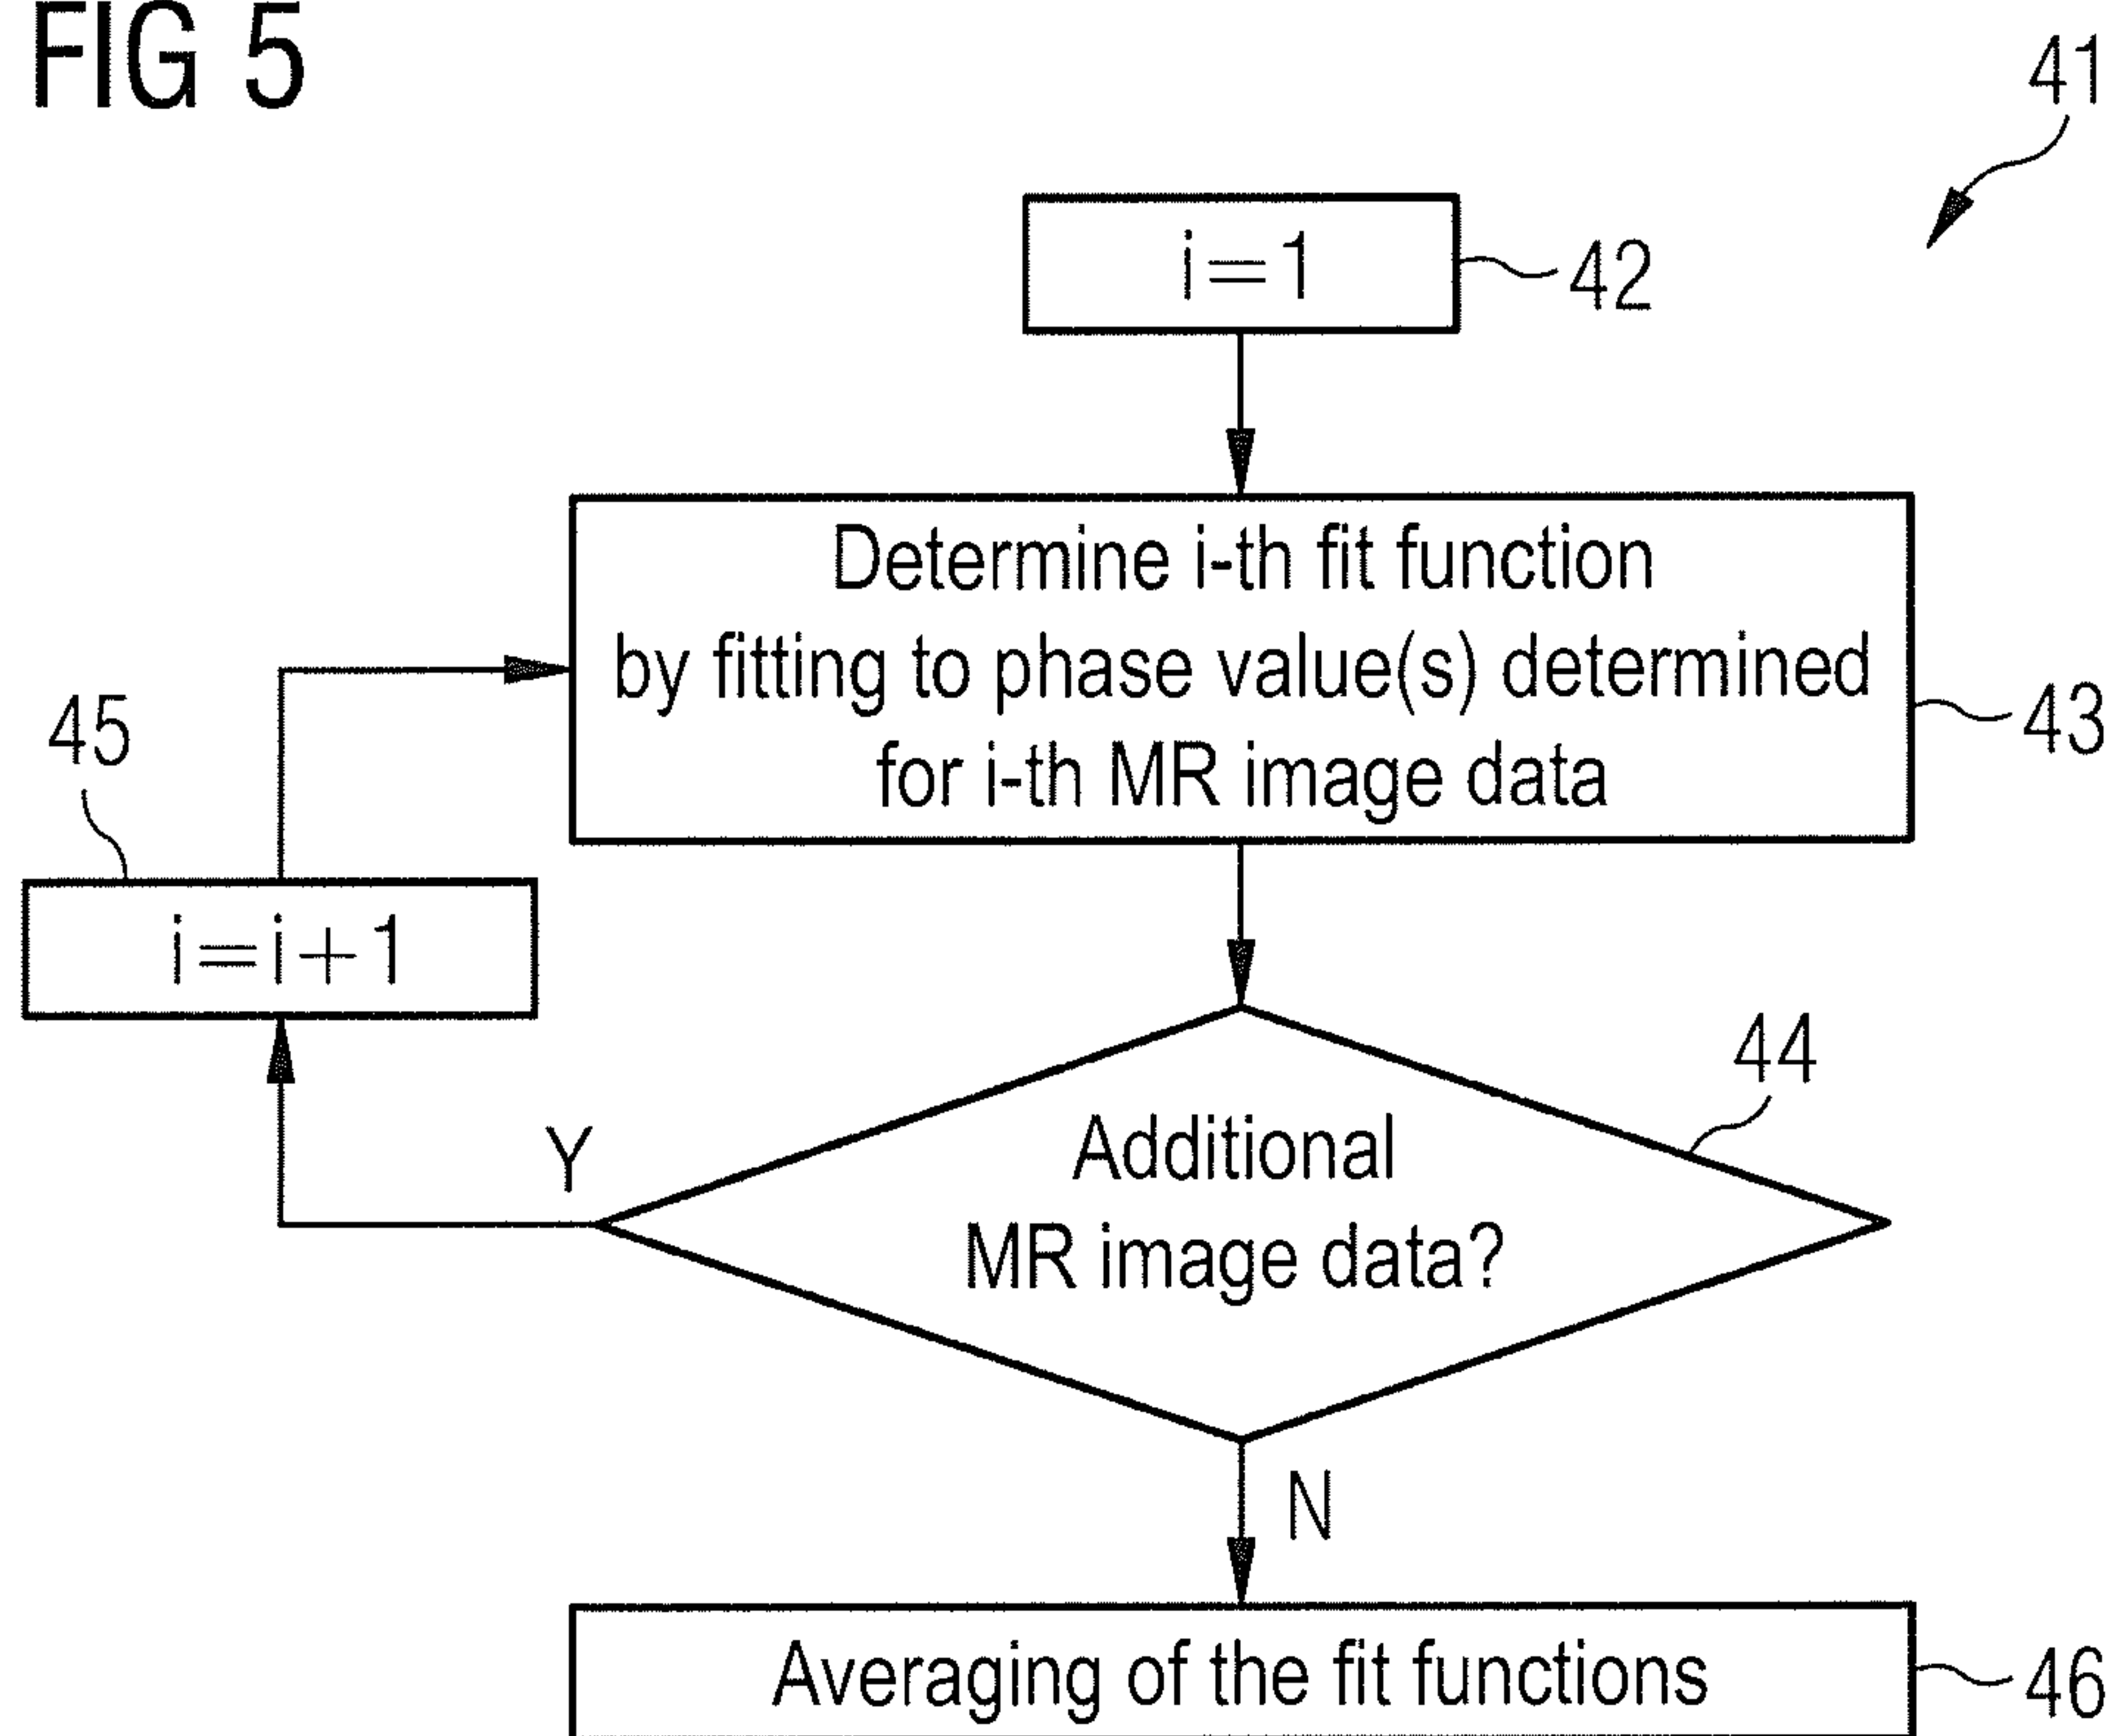 FIG 5
41
i=1
42
Determine i-th fit function
by fitting to phase value(s) determined
for i-th MR image data
43
45
i=i+1
44
Additional
MR image data?
Y
N
Averaging of the fit functions
46